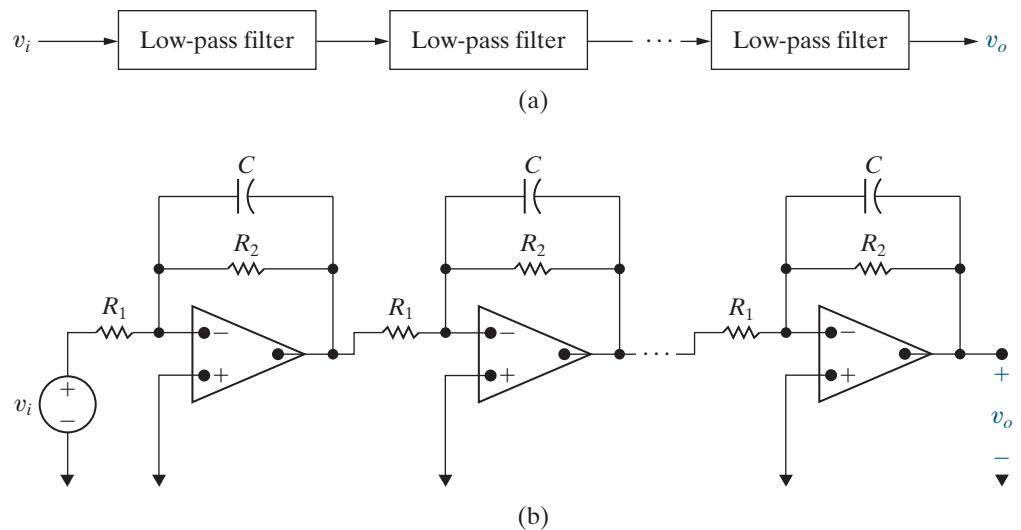 v_i Low-pass filter Low-pass filter ··· Low-pass filter v_o
(a)
C C C
R_2 R_2 R_2
R_1 R_1 R_1
− − −
+ + ··· +
+ +
v_i v_o
− −
(b)